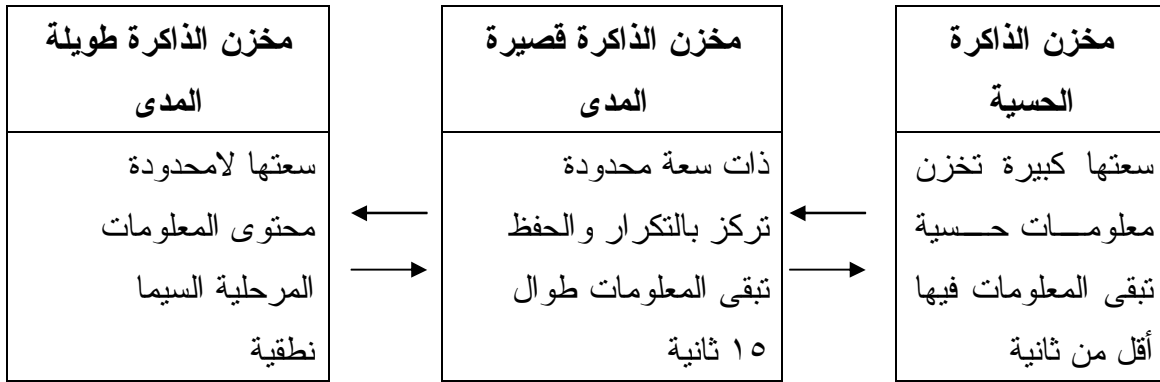 مخزن الذاكرة
الحسية
سعتها كبيرة تخزن
معلومـــات حـــسية
تبقى المعلومات فيها
أقل من ثانية
مخزن الذاكرة قصيرة
المدى
ذات سعة محدودة
تركز بالتكرار والحفظ
تبقى المعلومات طوال
١٥ ثانية
مخزن الذاكرة طويلة
المدى
سعتها لامحدودة
محتوى المعلومات
المرحلية السيما
نطقية